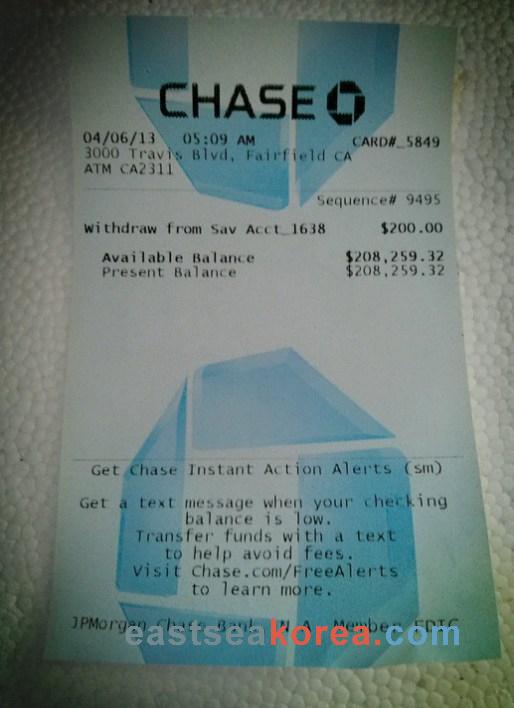 CHASE
04/06/13 05:09 AM CARD#_5849
3000 Travis Blvd, Fairfield CA
ATM CA2311
Sequence# 9495
Withdraw from Sav Acct_1638 $200.00
Available Balance $208,259.32
Present Balance $208,259.32
Get Chase Instant Action Alerts (sm)
Get a text message when your checking
balance is low.
Transfer funds with a text
to help avoid fees.
Visit Chase.com/FreeAlerts
to learn more.
JPMorgan Chase Bank, N.A. Member FDIC
eastseakorea.com